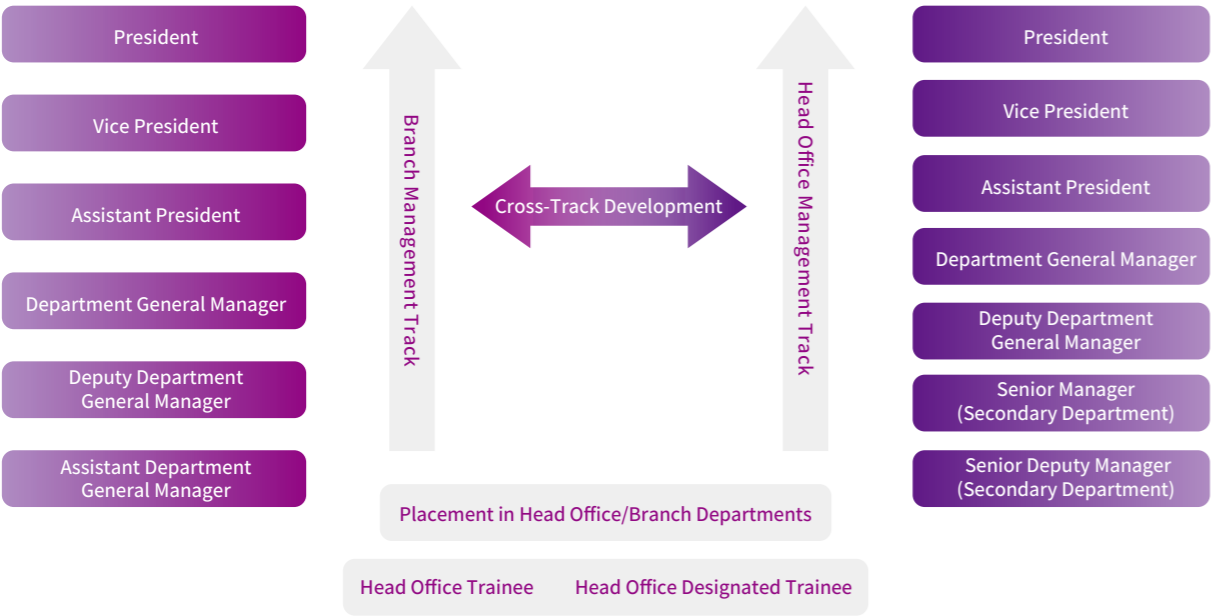 President
Vice President
Assistant President
Department General Manager
Deputy Department
General Manager
Assistant Department
General Manager
Branch Management Track
Cross-Track Development
Head Office Management Track
President
Vice President
Assistant President
Department General Manager
Deputy Department
General Manager
Senior Manager
(Secondary Department)
Senior Deputy Manager
(Secondary Department)
Placement in Head Office/Branch Departments
Head Office Trainee
Head Office Designated Trainee